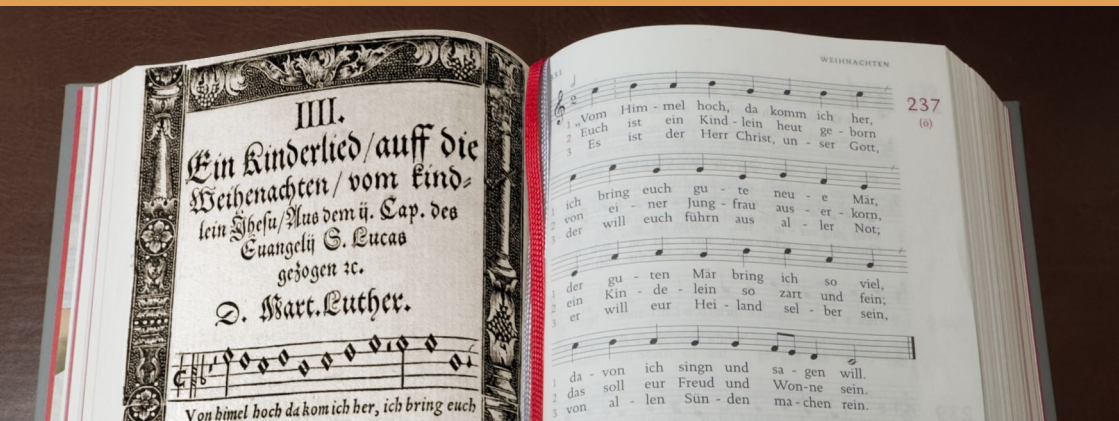 IIII.
Ein Kinderlied/auff die
Weihenachten/vom kind⸗
lein Jhesu/Aus dem ij. Cap. des
Euangelij S. Lucas
gezogen ꝛc.
D. Mart.Luther.
Von himel hoch da kom ich her, ich bring euch
WEIHNACHTEN
237
(ö)
1 „Vom Him - mel hoch, da komm ich her,
2 Euch ist ein Kind - lein heut ge - born
3 Es ist der Herr Christ, un - ser Gott,
1 ich bring euch gu - te neu - e Mär,
2 von ei - ner Jung - frau aus - er - korn,
3 der will euch führn aus al - ler Not;
1 der gu - ten Mär bring ich so viel,
2 ein Kin - de - lein so zart und fein;
3 er will eur Hei - land sel - ber sein,
1 da - von ich singn und sa - gen will.
2 das soll eur Freud und Won - ne sein.
3 von al - len Sün - den ma - chen rein.